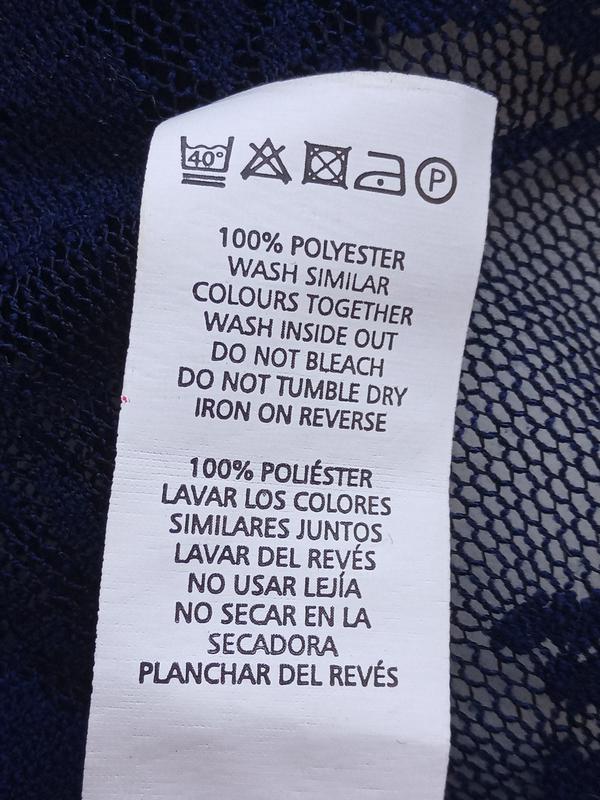 40° P
100% POLYESTER
WASH SIMILAR
COLOURS TOGETHER
WASH INSIDE OUT
DO NOT BLEACH
DO NOT TUMBLE DRY
IRON ON REVERSE
100% POLIÉSTER
LAVAR LOS COLORES
SIMILARES JUNTOS
LAVAR DEL REVÉS
NO USAR LEJÍA
NO SECAR EN LA
SECADORA
PLANCHAR DEL REVÉS